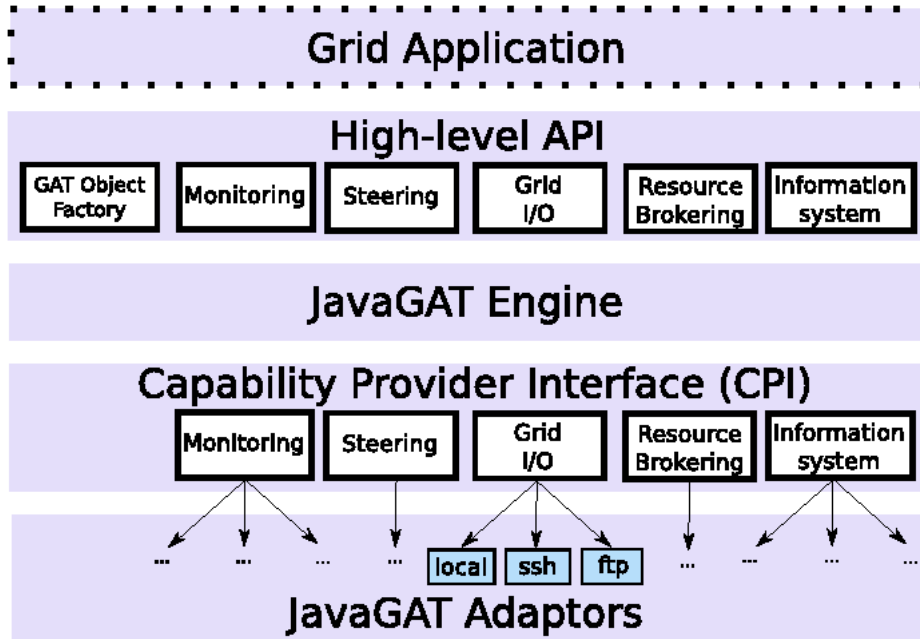 Grid Application
High-level API
GAT Object
Factory
Monitoring
Steering
Grid
I/O
Resource
Brokering
Information
system
JavaGAT Engine
Capability Provider Interface (CPI)
Monitoring
Steering
Grid
I/O
Resource
Brokering
Information
system
... ... ... ... local ssh ftp ... ... ... ...
JavaGAT Adaptors